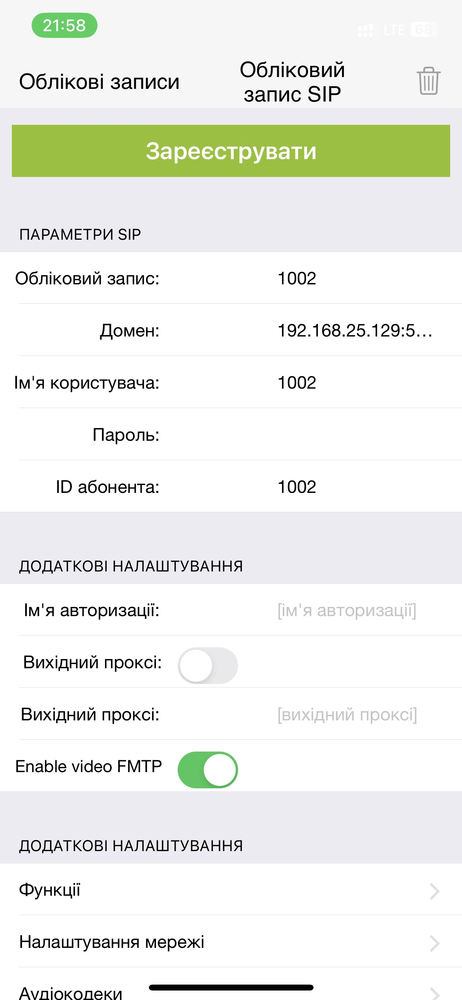 21:58
LTE 68
Облікові записи
Обліковий
запис SIP
Зареєструвати
ПАРАМЕТРИ SIP
Обліковий запис: 1002
Домен: 192.168.25.129:5...
Ім'я користувача: 1002
Пароль:
ID абонента: 1002
ДОДАТКОВІ НАЛАШТУВАННЯ
Ім'я авторизації: [ім'я авторизації]
Вихідний проксі:
Вихідний проксі: [вихідний проксі]
Enable video FMTP
ДОДАТКОВІ НАЛАШТУВАННЯ
Функції
Налаштування мережі
Аудіокодеки